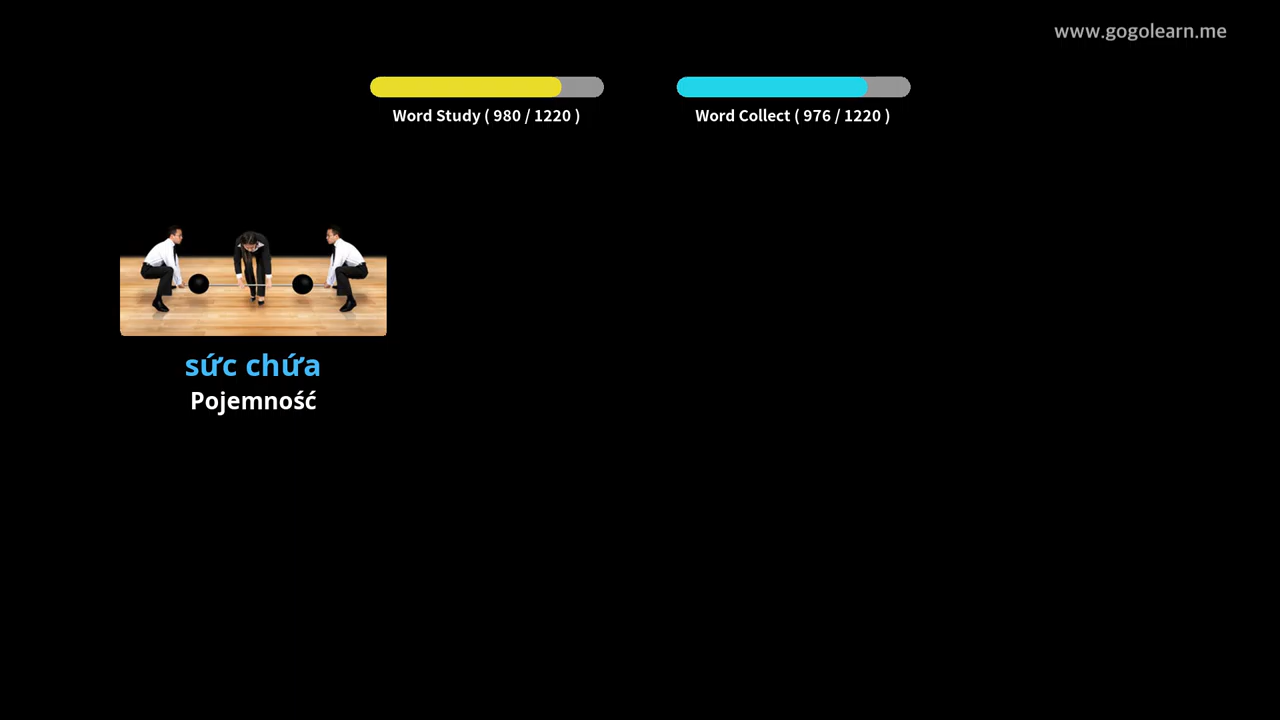 www.gogolearn.me
Word Study ( 980 / 1220 )
Word Collect ( 976 / 1220 )
sức chứa
Pojemność